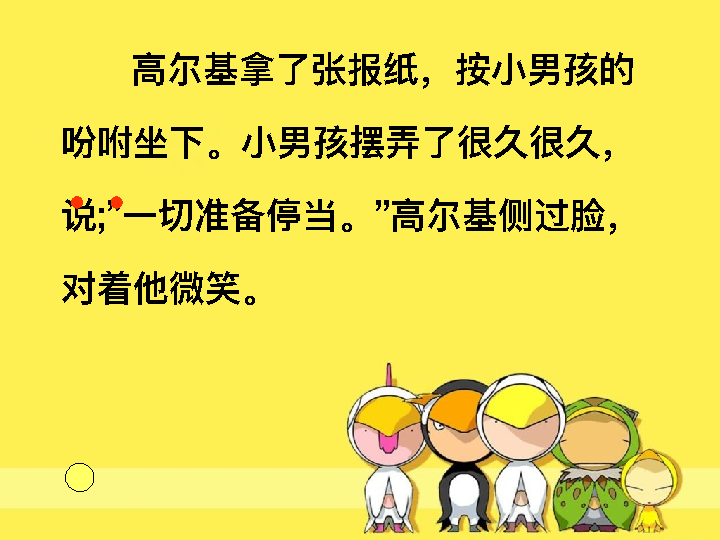 高尔基拿了张报纸，按小男孩的
吩咐坐下。小男孩摆弄了很久很久，
说;”一切准备停当。”高尔基侧过脸，
对着他微笑。